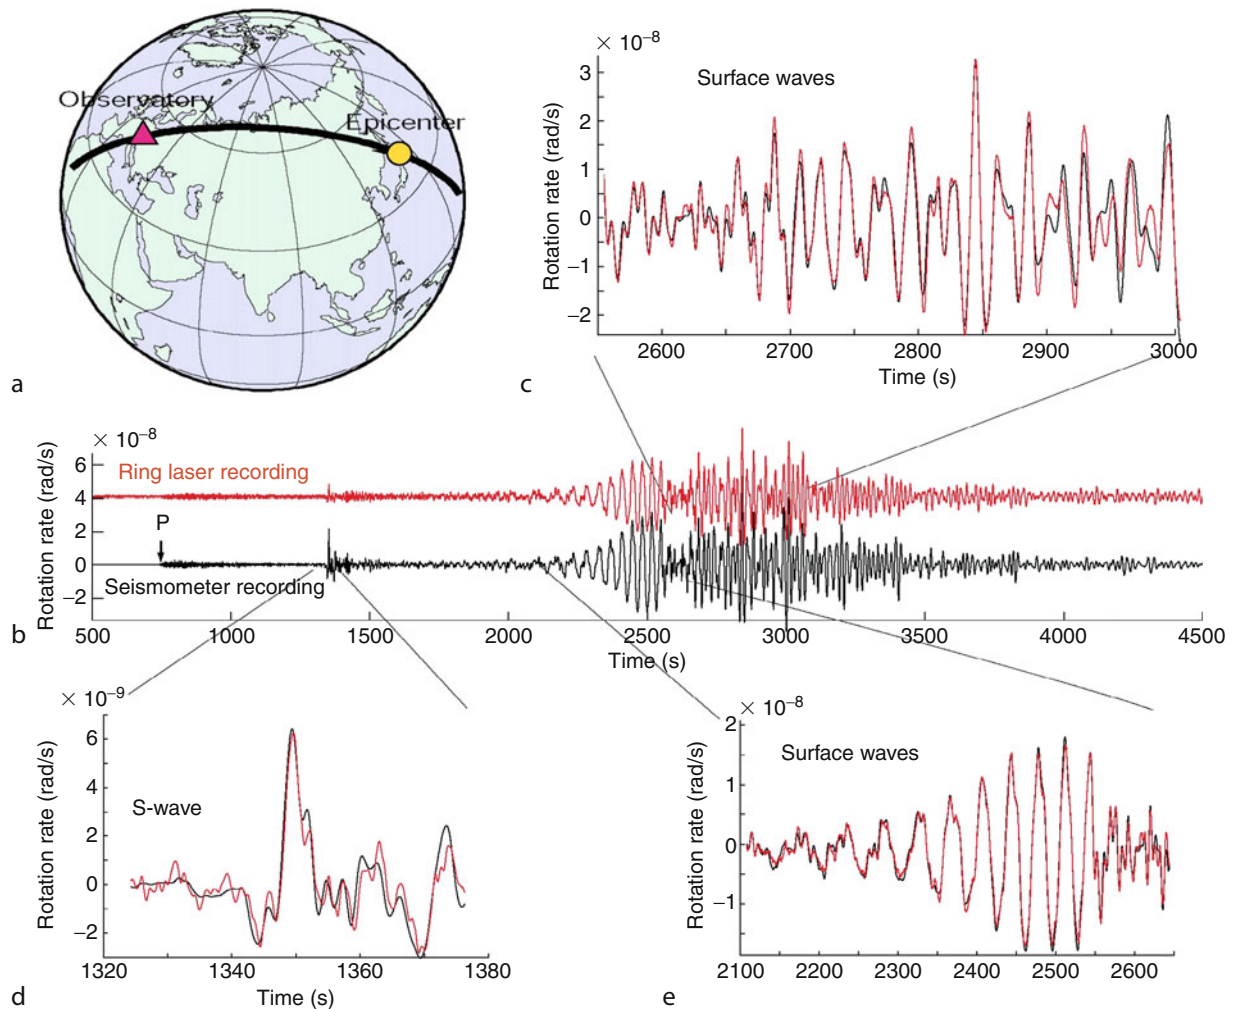 Observatory
Epicenter
a
× 10⁻⁸
Surface waves
Rotation rate (rad/s)
3
2
1
0
−1
−2
2600 2700 2800 2900 3000
Time (s)
c
× 10⁻⁸
Rotation rate (rad/s)
6
4
2
0
−2
Ring laser recording
P
Seismometer recording
500 1000 1500 2000 2500 3000 3500 4000 4500
Time (s)
b
× 10⁻⁹
Rotation rate (rad/s)
6
4
2
0
−2
S-wave
1320 1340 1360 1380
Time (s)
d
× 10⁻⁸
Rotation rate (rad/s)
2
1
0
−1
Surface waves
2100 2200 2300 2400 2500 2600
e